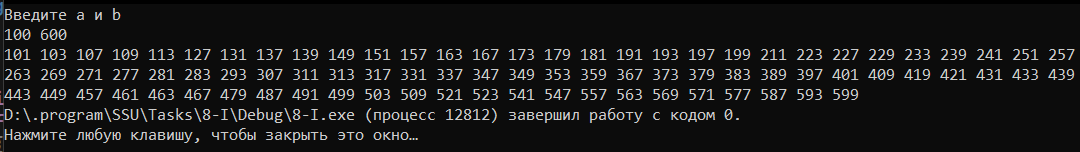 Введите a и b
100 600
101 103 107 109 113 127 131 137 139 149 151 157 163 167 173 179 181 191 193 197 199 211 223 227 229 233 239 241 251 257
263 269 271 277 281 283 293 307 311 313 317 331 337 347 349 353 359 367 373 379 383 389 397 401 409 419 421 431 433 439
443 449 457 461 463 467 479 487 491 499 503 509 521 523 541 547 557 563 569 571 577 587 593 599
D:\.program\SSU\Tasks\8-I\Debug\8-I.exe (процесс 12812) завершил работу с кодом 0.
Нажмите любую клавишу, чтобы закрыть это окно…